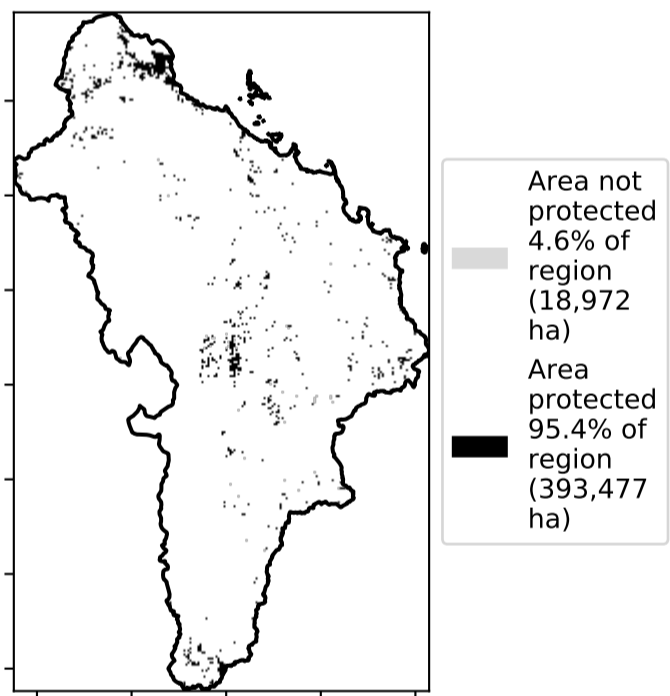 Area not
protected
4.6% of
region
(18,972
ha)
Area
protected
95.4% of
region
(393,477
ha)